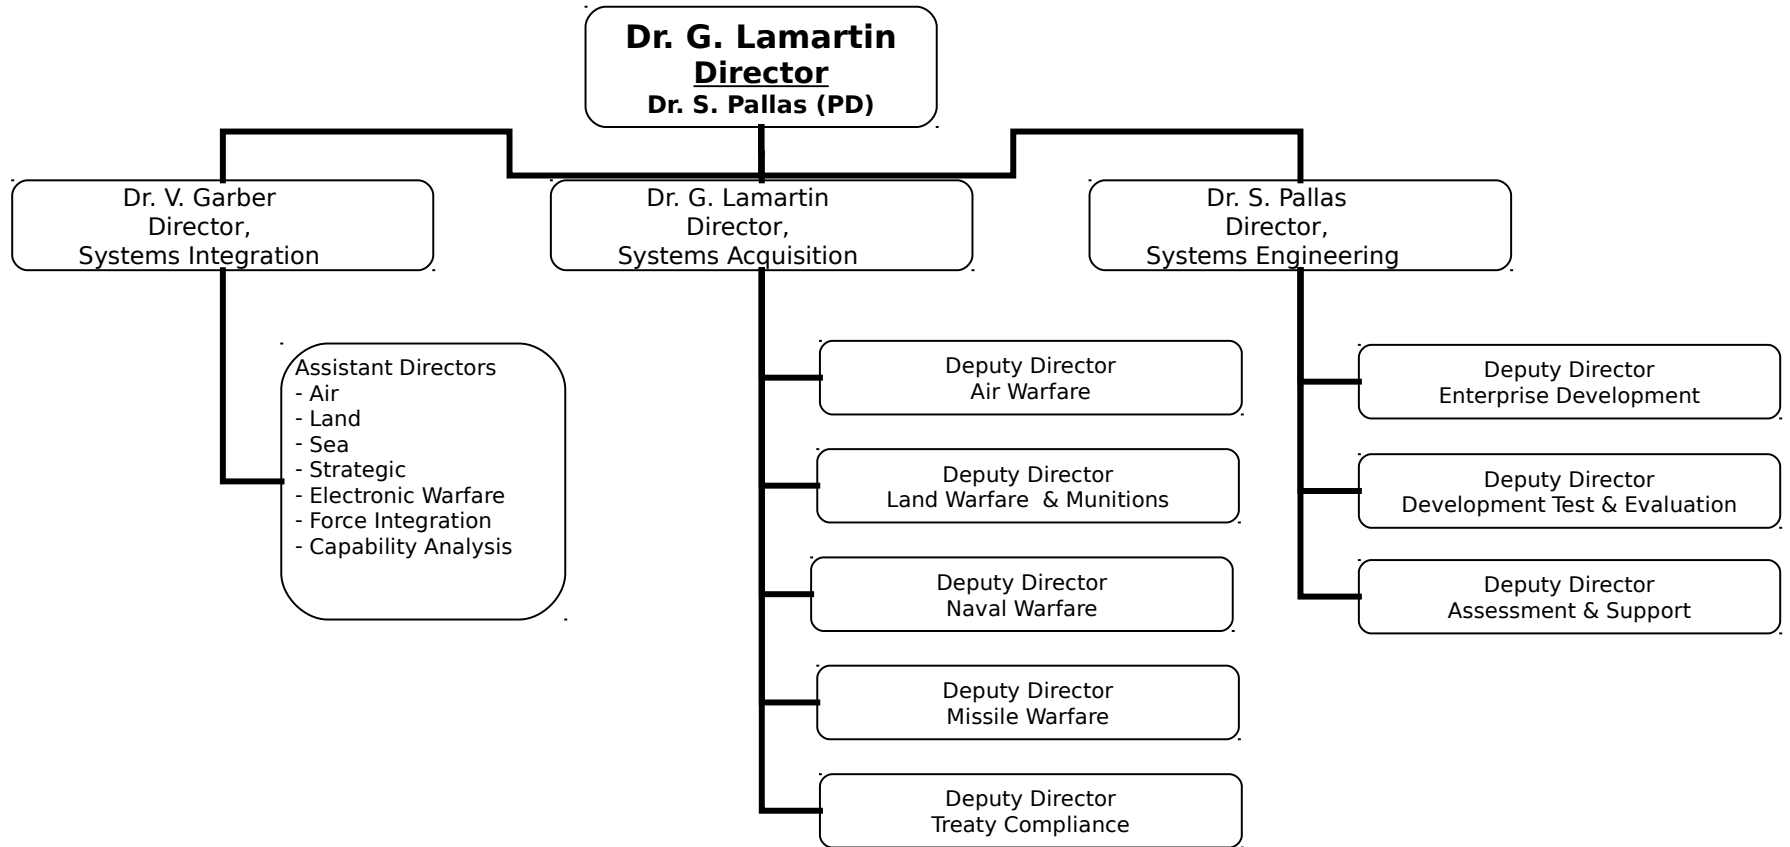 Dr. G. Lamartin
Director
Dr. S. Pallas (PD)
Dr. V. Garber
Director,
Systems Integration
Dr. G. Lamartin
Director,
Systems Acquisition
Dr. S. Pallas
Director,
Systems Engineering
Assistant Directors
- Air
- Land
- Sea
- Strategic
- Electronic Warfare
- Force Integration
- Capability Analysis
Deputy Director
Air Warfare
Deputy Director
Land Warfare  & Munitions
Deputy Director
Naval Warfare
Deputy Director
Missile Warfare
Deputy Director
Treaty Compliance
Deputy Director
Enterprise Development
Deputy Director
Development Test & Evaluation
Deputy Director
Assessment & Support